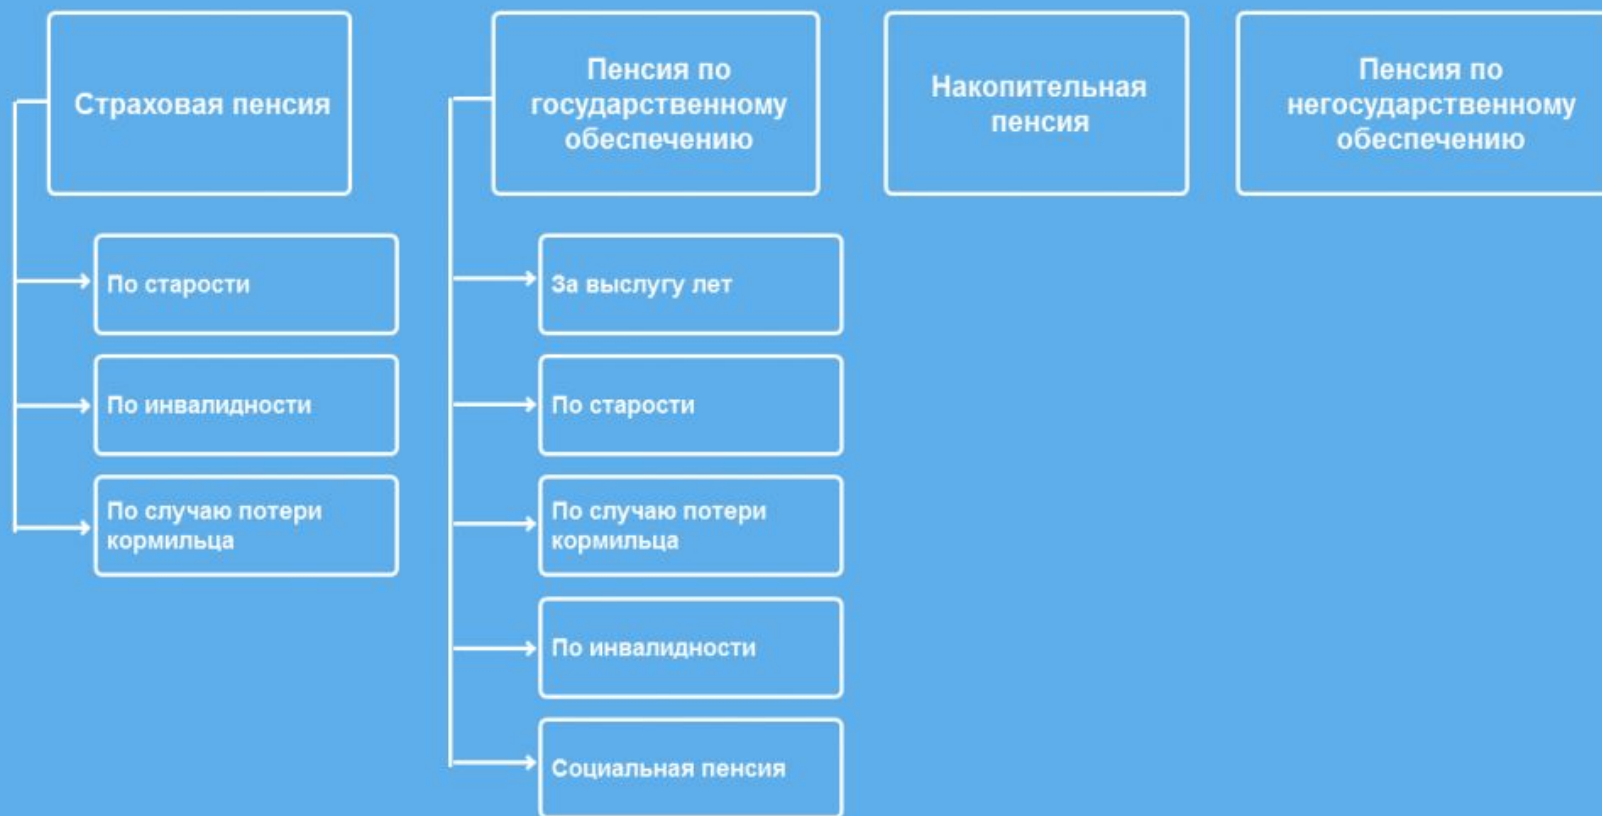 Страховая пенсия
По старости
По инвалидности
По случаю потери
кормильца
Пенсия по
государственному
обеспечению
За выслугу лет
По старости
По случаю потери
кормильца
По инвалидности
Социальная пенсия
Накопительная
пенсия
Пенсия по
негосударственному
обеспечению